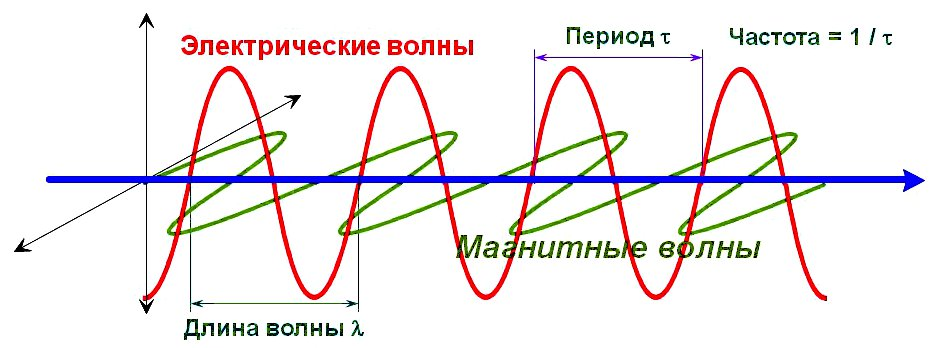 Электрические волны
Период τ
Частота = 1 / τ
Магнитные волны
Длина волны λ